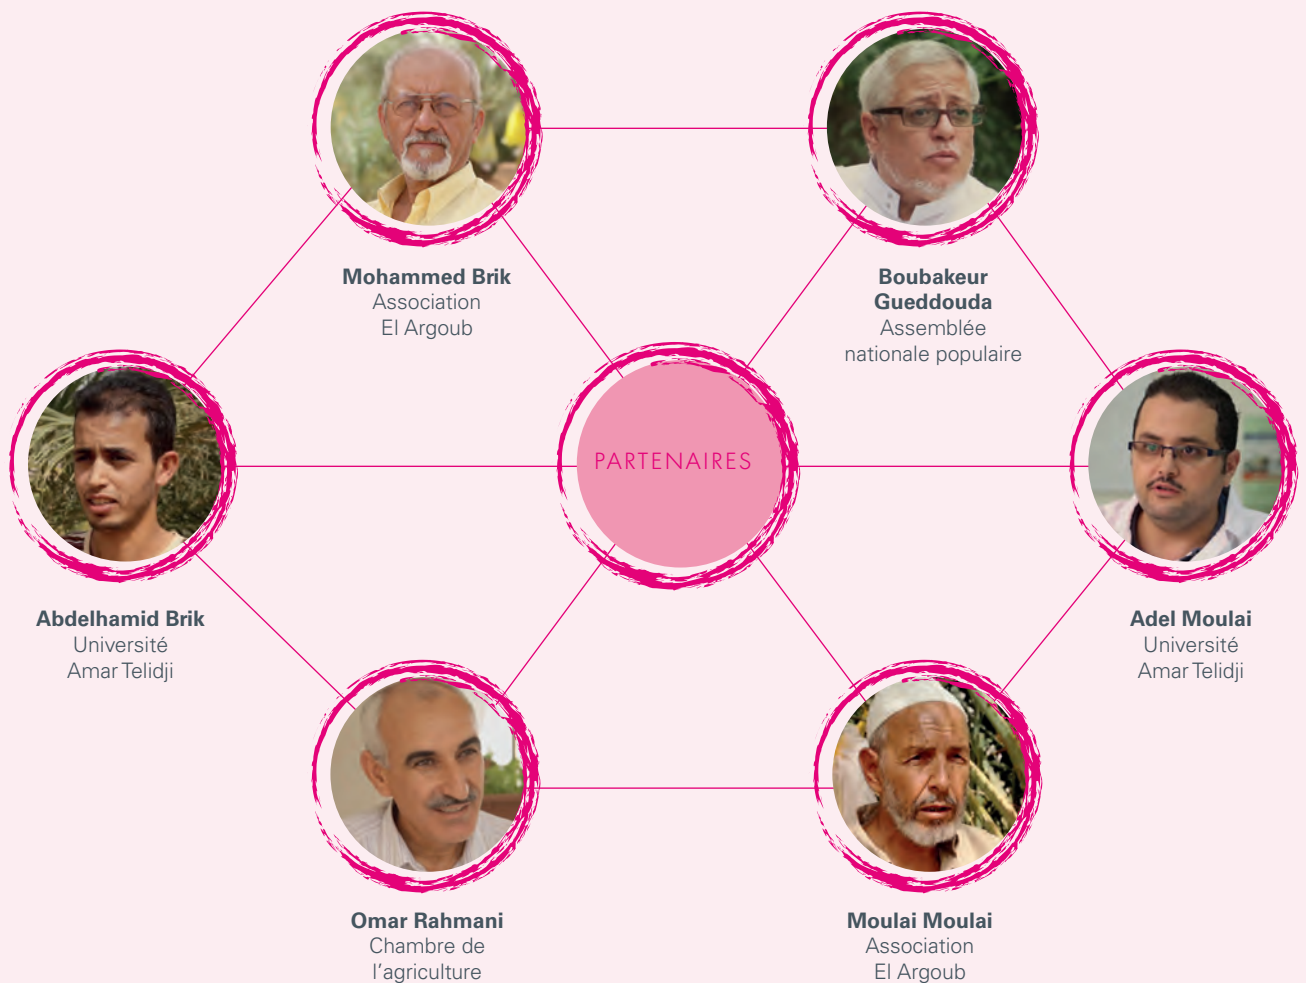 Mohammed Brik
Association
El Argoub
Boubakeur
Gueddouda
Assemblée
nationale populaire
PARTENAIRES
Abdelhamid Brik
Université
Amar Telidji
Adel Moulai
Université
Amar Telidji
Omar Rahmani
Chambre de
l’agriculture
Moulai Moulai
Association
El Argoub